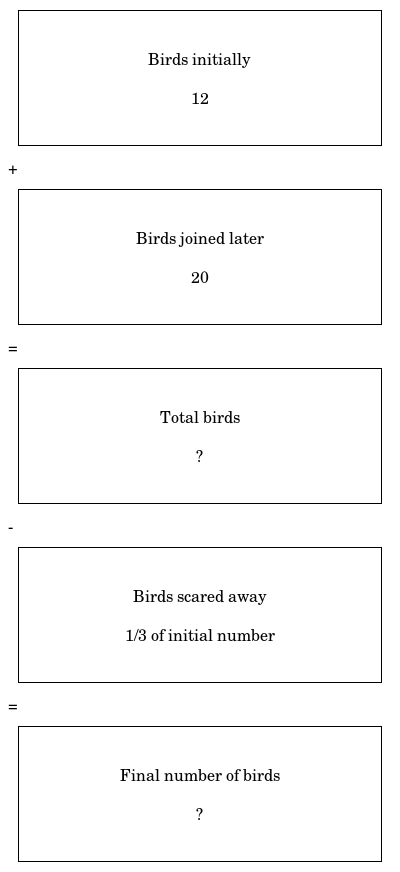 Birds initially
12
+
Birds joined later
20
=
Total birds
?
-
Birds scared away
1/3 of initial number
=
Final number of birds
?